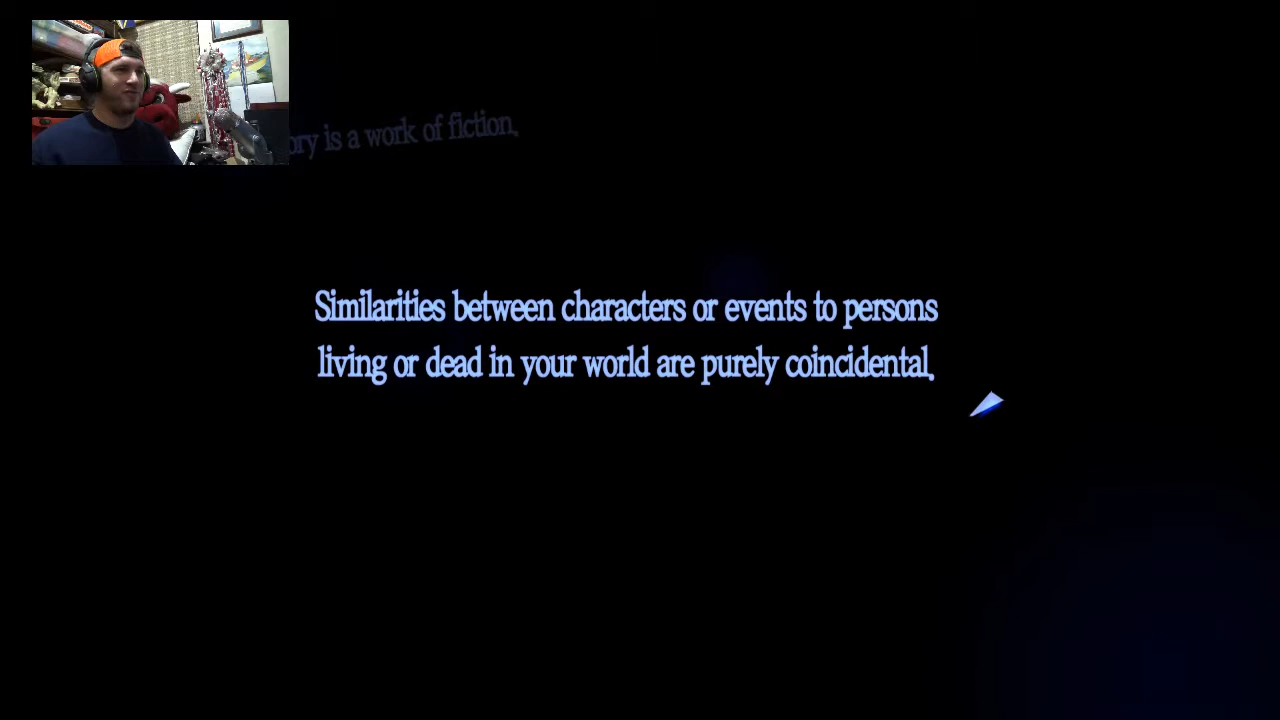 ory is a work of fiction.
Similarities between characters or events to persons
living or dead in your world are purely coincidental.